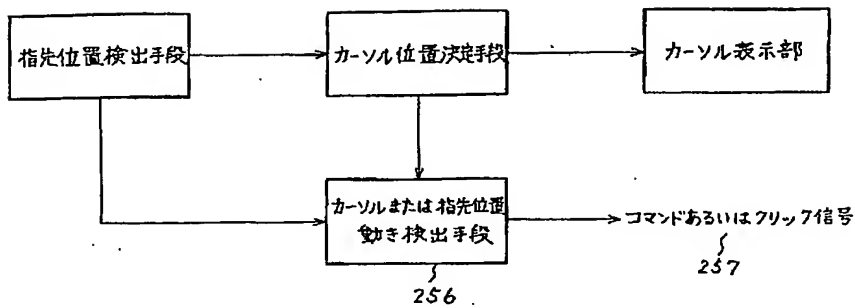 指先位置検出手段
カーソル位置決定手段
カーソル表示部
カーソルまたは指先位置
動き検出手段
コマンドあるいはクリック信号
256
257